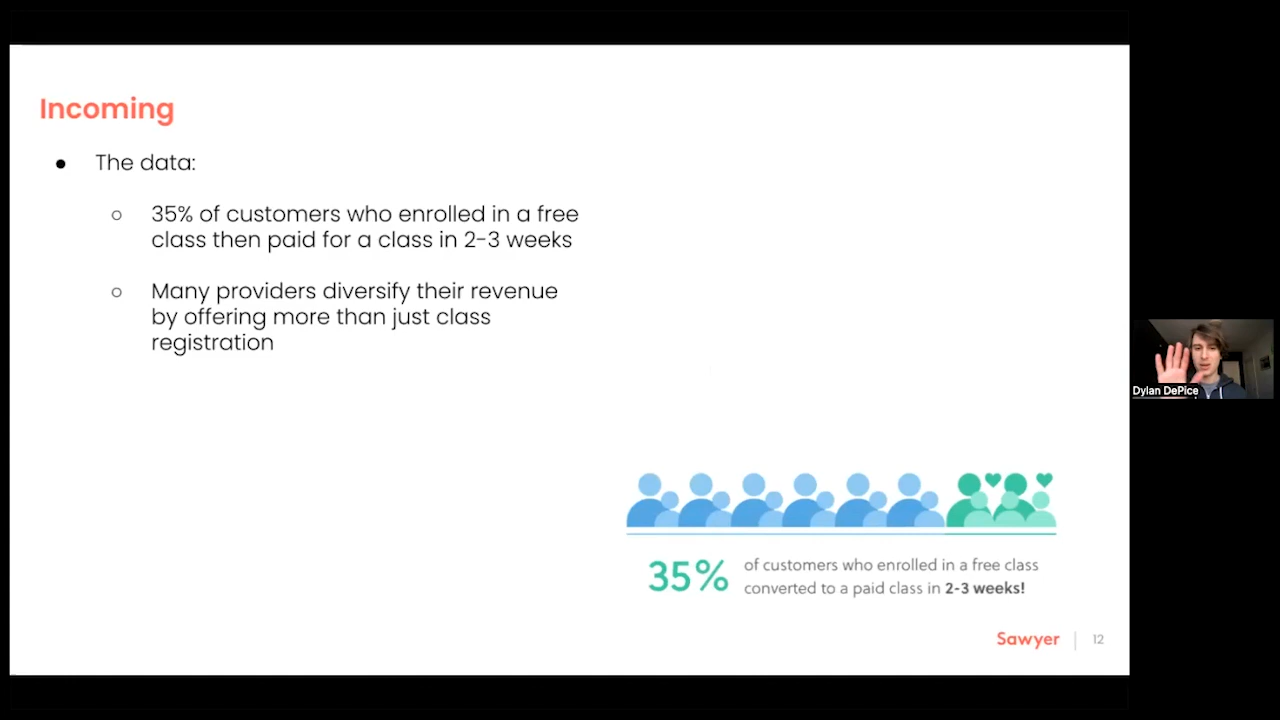 Incoming
● The data:
○ 35% of customers who enrolled in a free
class then paid for a class in 2-3 weeks
○ Many providers diversify their revenue
by offering more than just class
registration
35%
of customers who enrolled in a free class
converted to a paid class in 2-3 weeks!
Sawyer | 12
Dylan DePice